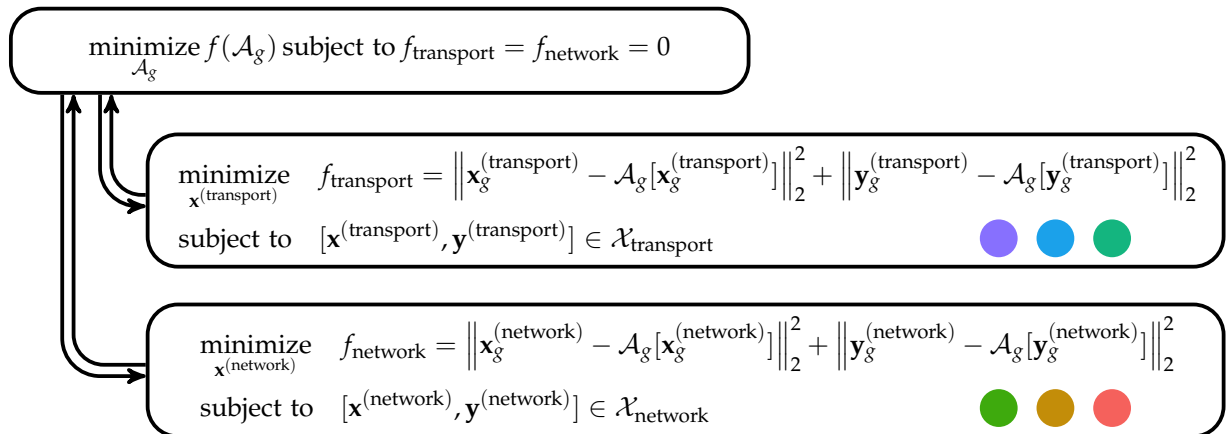 minimize f(𝒜_g) subject to f_transport = f_network = 0
𝒜_g
minimize f_transport = ‖𝐱_g^(transport) − 𝒜_g[𝐱_g^(transport)]‖_2^2 + ‖𝐲_g^(transport) − 𝒜_g[𝐲_g^(transport)]‖_2^2
𝐱^(transport)
subject to [𝐱^(transport), 𝐲^(transport)] ∈ 𝒳_transport
minimize f_network = ‖𝐱_g^(network) − 𝒜_g[𝐱_g^(network)]‖_2^2 + ‖𝐲_g^(network) − 𝒜_g[𝐲_g^(network)]‖_2^2
𝐱^(network)
subject to [𝐱^(network), 𝐲^(network)] ∈ 𝒳_network